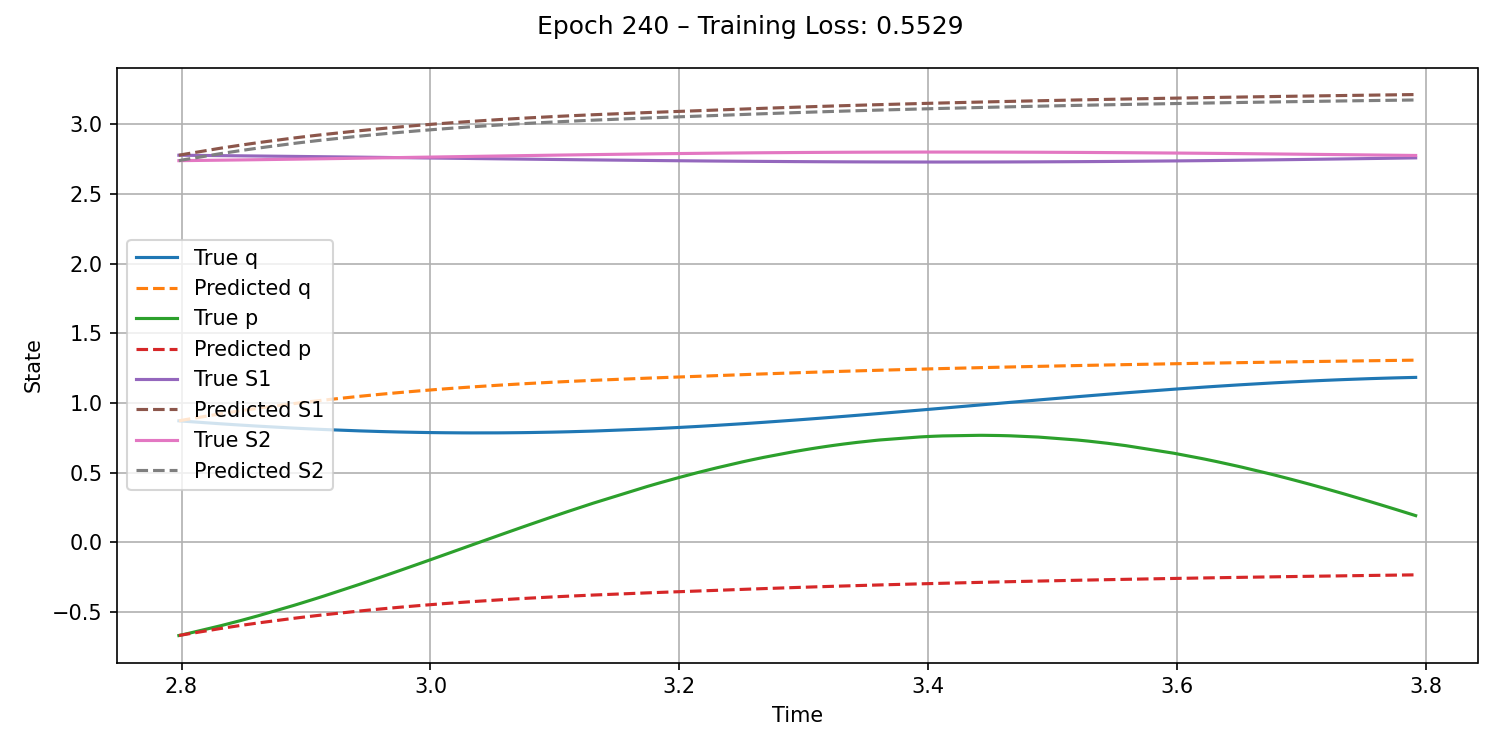 Epoch 240 – Training Loss: 0.5529
3.0
2.5
2.0
1.5
1.0
0.5
0.0
−0.5
State
True q
Predicted q
True p
Predicted p
True S1
Predicted S1
True S2
Predicted S2
2.8 3.0 3.2 3.4 3.6 3.8
Time